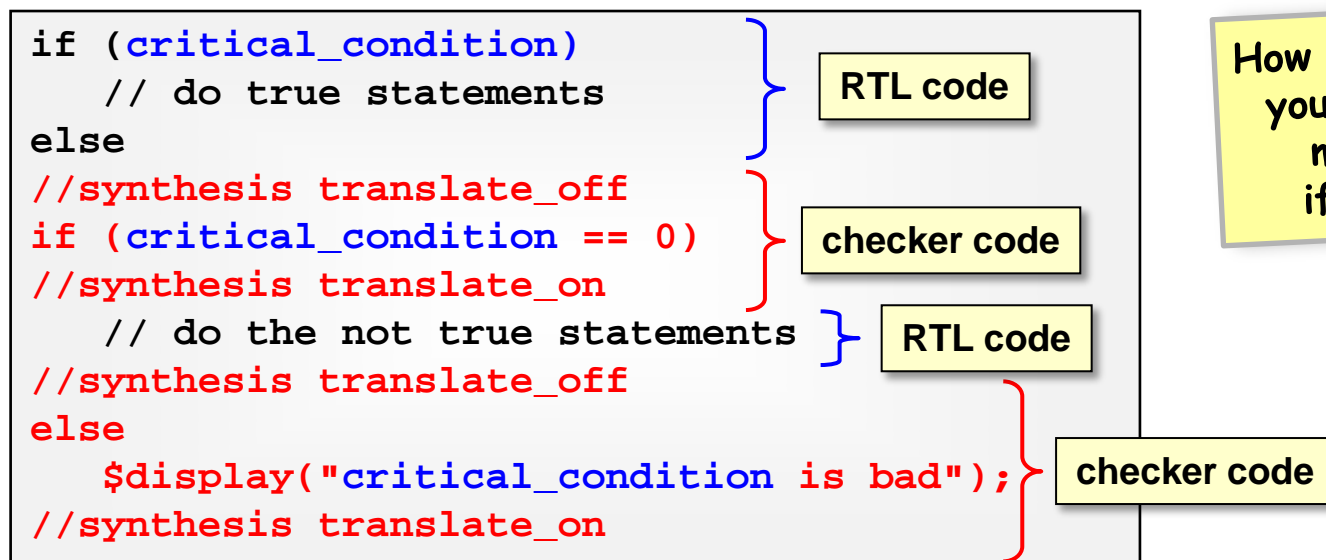 if (critical_condition)
// do true statements
else
//synthesis translate_off
if (critical_condition == 0)
//synthesis translate_on
// do the not true statements
//synthesis translate_off
else
$display("critical_condition is bad");
//synthesis translate_on
RTL code
checker code
RTL code
checker code
How
you
if